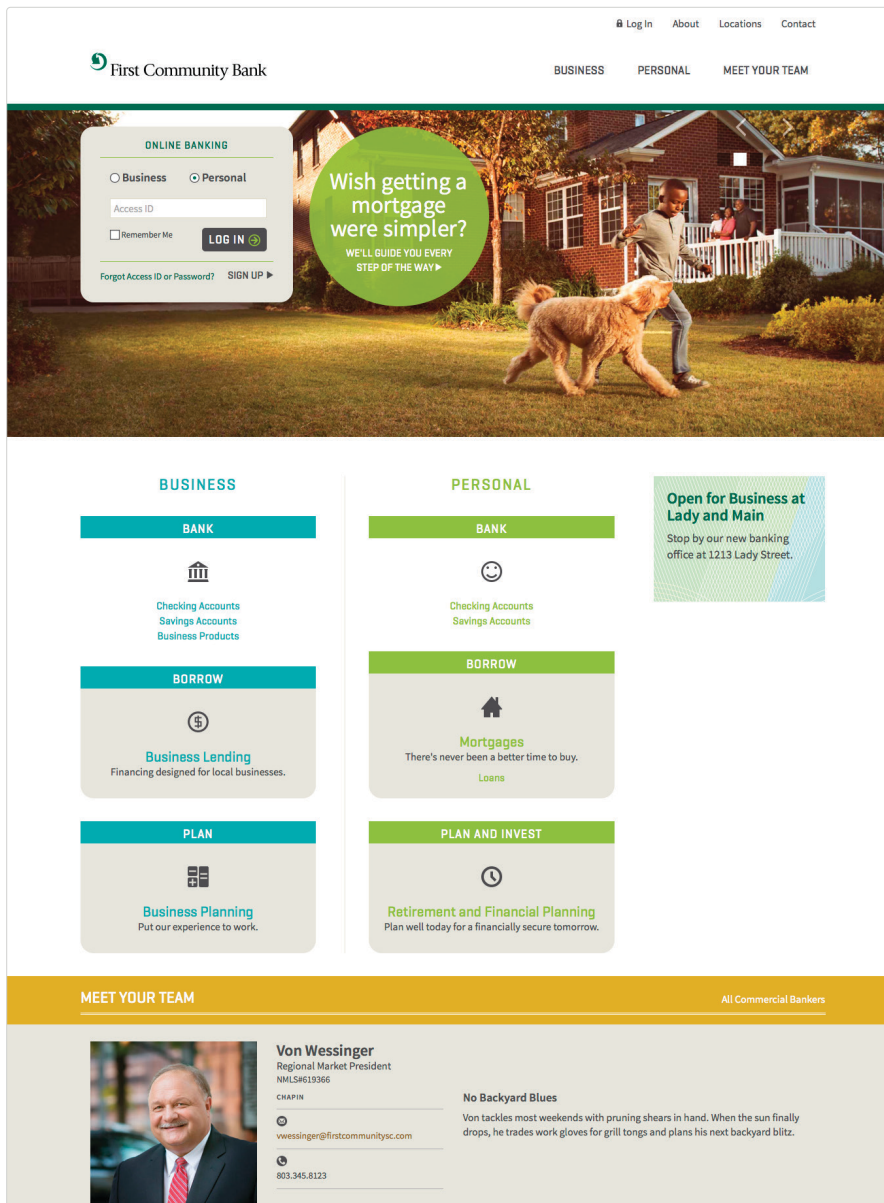 Log In About Locations Contact
First Community Bank
BUSINESS PERSONAL MEET YOUR TEAM
ONLINE BANKING
Business Personal
Access ID
Remember Me
LOG IN
Forgot Access ID or Password? SIGN UP
Wish getting a
mortgage
were simpler?
WE'LL GUIDE YOU EVERY
STEP OF THE WAY
BUSINESS
BANK
Checking Accounts
Savings Accounts
Business Products
BORROW
$
Business Lending
Financing designed for local businesses.
PLAN
Business Planning
Put our experience to work.
PERSONAL
BANK
Checking Accounts
Savings Accounts
BORROW
Mortgages
There's never been a better time to buy.
Loans
PLAN AND INVEST
Retirement and Financial Planning
Plan well today for a financially secure tomorrow.
Open for Business at
Lady and Main
Stop by our new banking
office at 1213 Lady Street.
MEET YOUR TEAM
All Commercial Bankers
Von Wessinger
Regional Market President
NMLS#619366
CHAPIN
vwessinger@firstcommunitysc.com
803.345.8123
No Backyard Blues
Von tackles most weekends with pruning shears in hand. When the sun finally
drops, he trades work gloves for grill tongs and plans his next backyard blitz.